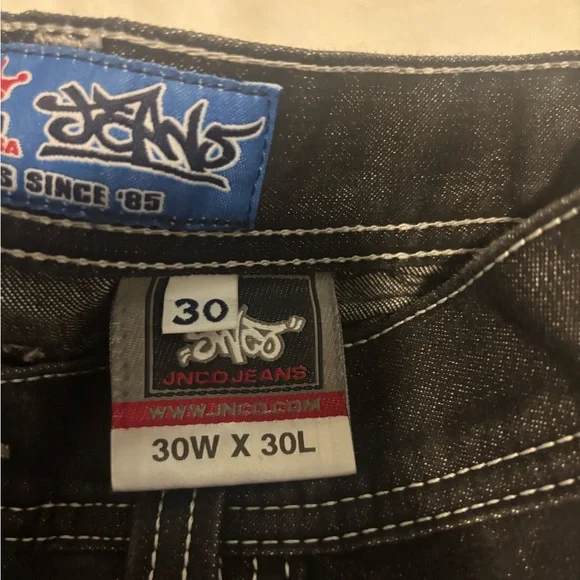 JEANS
SINCE '85
30
JNCO
JNCO JEANS
WWW.JNCO.COM
30W X 30L